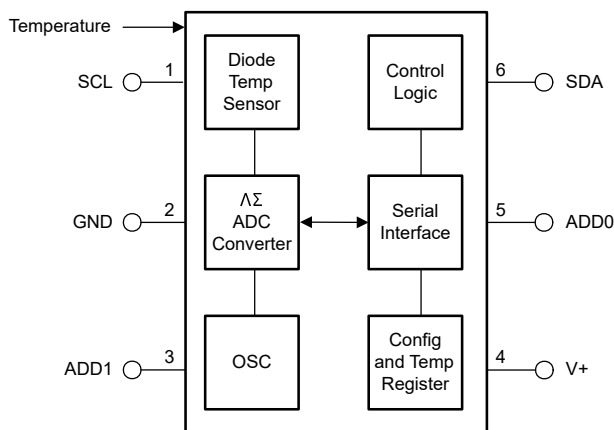 Temperature
SCL
1
Diode
Temp
Sensor
Control
Logic
6
SDA
GND
2
ΛΣ
ADC
Converter
Serial
Interface
5
ADD0
ADD1
3
OSC
Config
and Temp
Register
4
V+